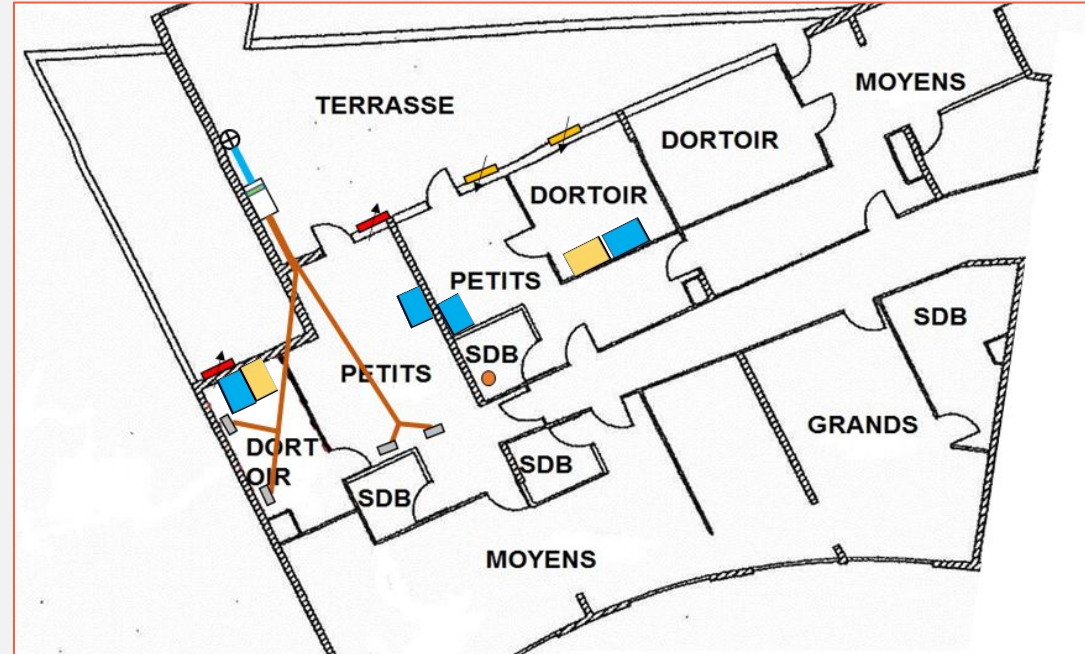 MOYENS
TERRASSE
DORTOIR
DORTOIR
PETITS
SDB
SDB
PETITS
GRANDS
DORT
OIR
SDB
SDB
MOYENS